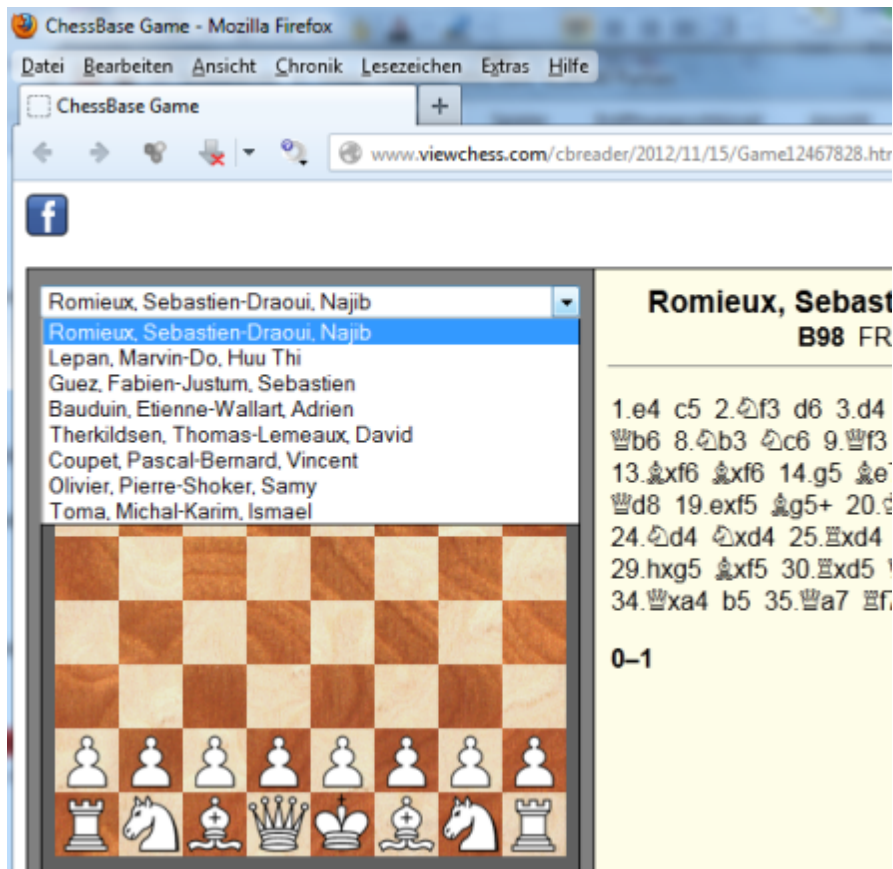 ChessBase Game - Mozilla Firefox
Datei Bearbeiten Ansicht Chronik Lesezeichen Extras Hilfe
ChessBase Game +
www.viewchess.com/cbreader/2012/11/15/Game12467828.htm
f
Romieux, Sebastien-Draoui, Najib
Romieux, Sebastien-Draoui, Najib
Lepan, Marvin-Do, Huu Thi
Guez, Fabien-Justum, Sebastien
Bauduin, Etienne-Wallart, Adrien
Therkildsen, Thomas-Lemeaux, David
Coupet, Pascal-Bernard, Vincent
Olivier, Pierre-Shoker, Samy
Toma, Michal-Karim, Ismael
Romieux, Sebast
B98 FR
1.e4 c5 2.♘f3 d6 3.d4
♕b6 8.♘b3 ♘c6 9.♕f3
13.♗xf6 ♗xf6 14.g5 ♗e7
♕d8 19.exf5 ♗g5+ 20.♔
24.♘d4 ♘xd4 25.♖xd4
29.hxg5 ♗xf5 30.♖xd5
34.♕xa4 b5 35.♕a7 ♖f7
0–1